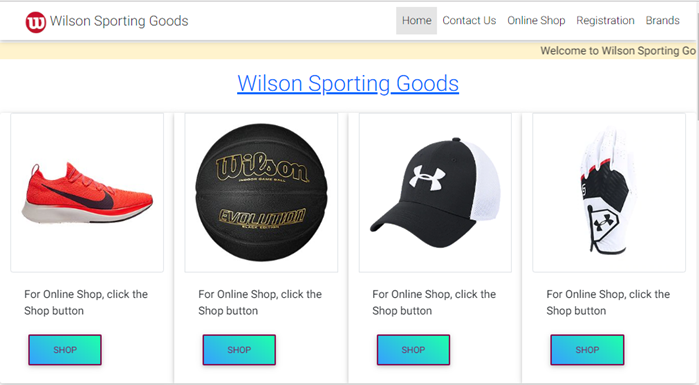 Wilson Sporting Goods
Home Contact Us Online Shop Registration Brands
Welcome to Wilson Sporting Go
Wilson Sporting Goods
Wilson
EVOLUTION
For Online Shop, click the
Shop button
SHOP
For Online Shop, click the
Shop button
SHOP
For Online Shop, click the
Shop button
SHOP
For Online Shop, click the
Shop button
SHOP